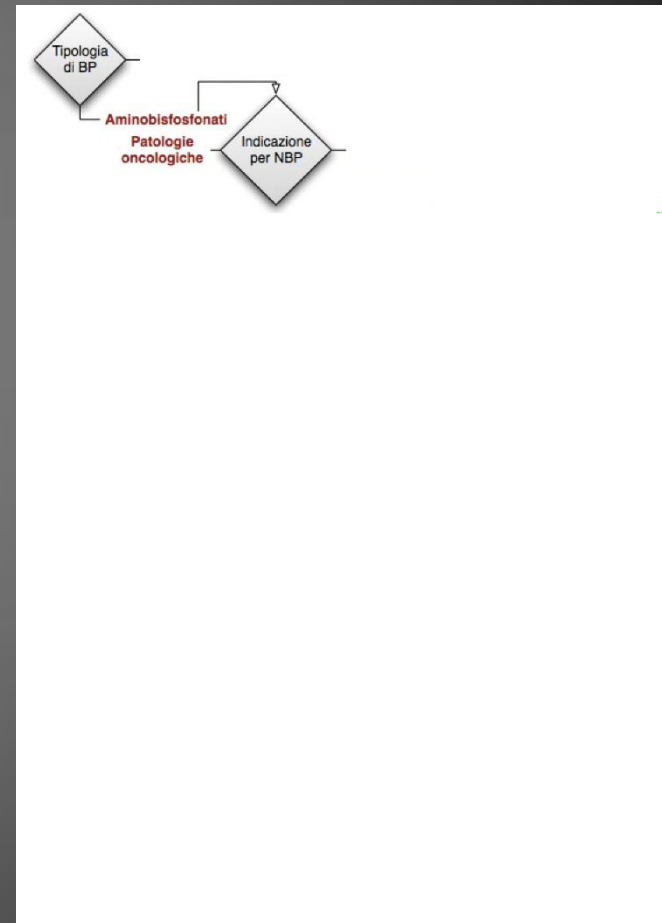 Tipologia
di BP
Aminobisfosfonati
Patologie
oncologiche
Indicazione
per NBP